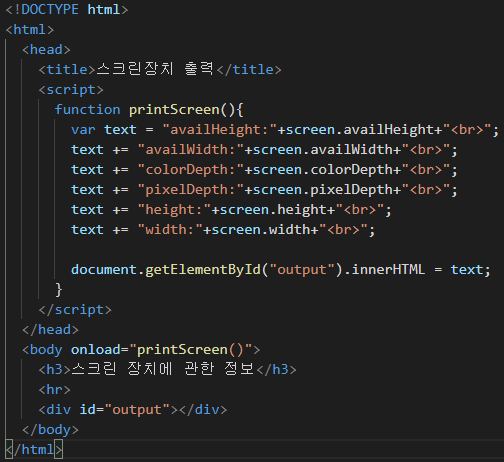 <!DOCTYPE html>
<html>
<head>
<title>스크린장치 출력</title>
<script>
function printScreen(){
var text = "availHeight:"+screen.availHeight+"<br>";
text += "availWidth:"+screen.availWidth+"<br>";
text += "colorDepth:"+screen.colorDepth+"<br>";
text += "pixelDepth:"+screen.pixelDepth+"<br>";
text += "height:"+screen.height+"<br>";
text += "width:"+screen.width+"<br>";
document.getElementById("output").innerHTML = text;
}
</script>
</head>
<body onload="printScreen()">
<h3>스크린 장치에 관한 정보</h3>
<hr>
<div id="output"></div>
</body>
</html>